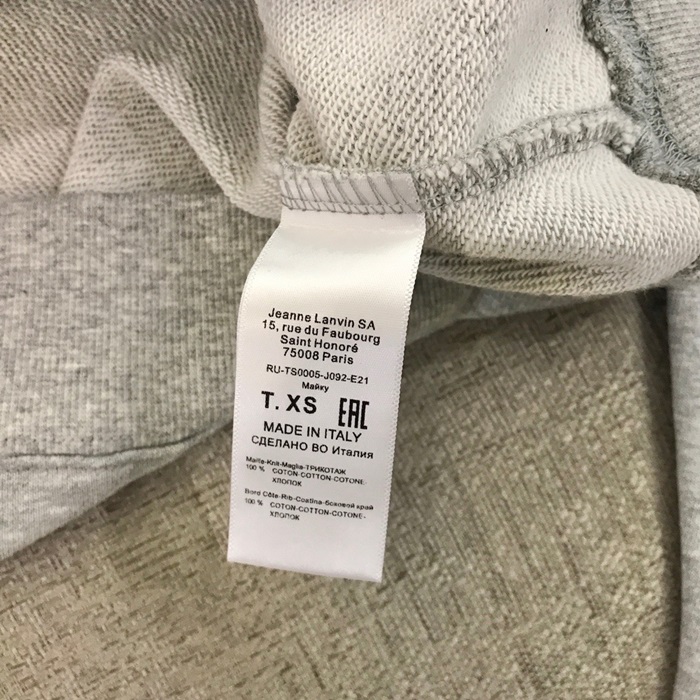 Jeanne Lanvin SA
15, rue du Faubourg
Saint Honoré
75008 Paris
RU-TS0005-J092-E21
Майку
T. XS EAC
MADE IN ITALY
СДЕЛАНО ВО Италия
Maille-Knit-Maglia-ТРИКОТАЖ
100 % COTON-COTTON-COTONE-
ХЛОПОК
Bord Côte-Rib-Costina-боковой край
100 % COTON-COTTON-COTONE-
ХЛОПОК